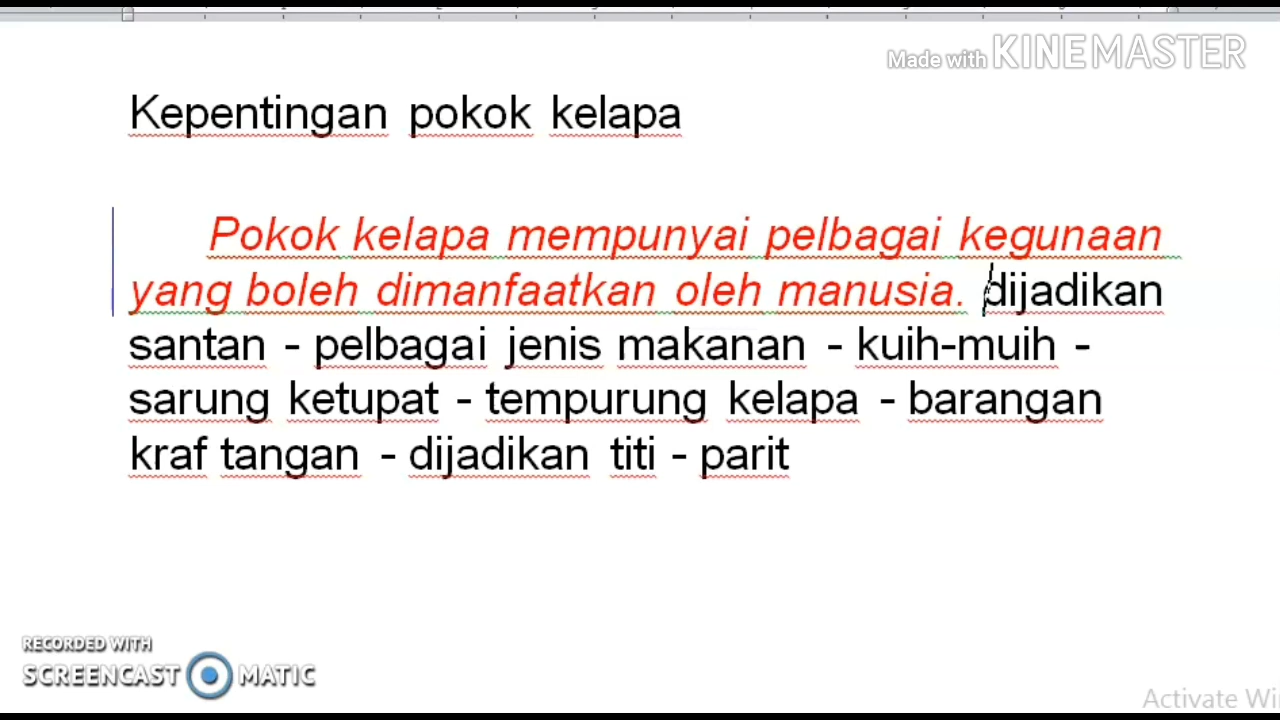 Made with KINEMASTER
Kepentingan pokok kelapa
Pokok kelapa mempunyai pelbagai kegunaan
yang boleh dimanfaatkan oleh manusia. dijadikan
santan - pelbagai jenis makanan - kuih-muih -
sarung ketupat - tempurung kelapa - barangan
kraf tangan - dijadikan titi - parit
RECORDED WITH
SCREENCAST MATIC
Activate Wi